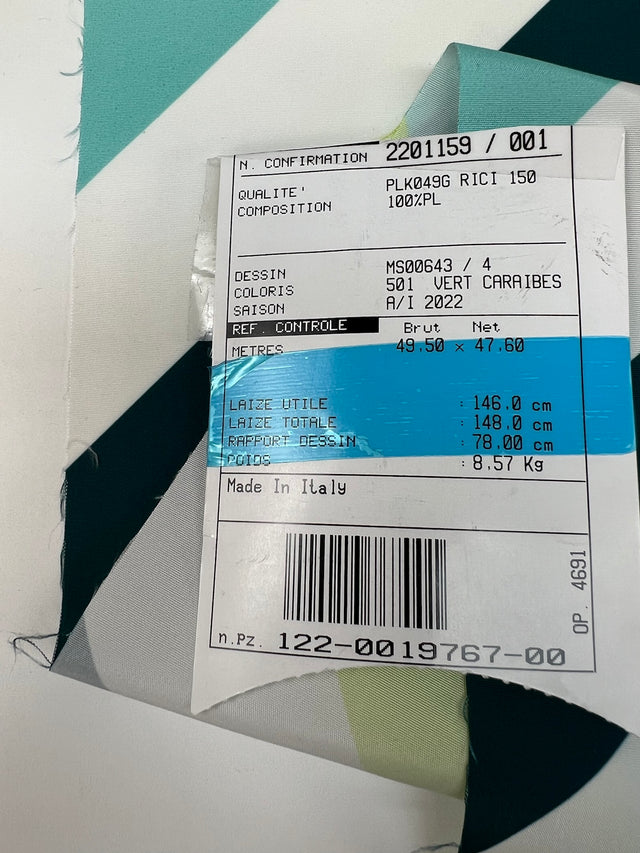 N. CONFIRMATION 2201159 / 001
QUALITE' PLK049G RICI 150
COMPOSITION 100%PL
DESSIN MS00643 / 4
COLORIS 501 VERT CARAIBES
SAISON A/I 2022
REF. CONTROLE Brut Net
METRES 49.50 x 47.60
LAIZE UTILE : 146.0 cm
LAIZE TOTALE : 148.0 cm
RAPPORT DESSIN : 78.00 cm
POIDS : 8.57 Kg
Made In Italy
OP. 4691
n.Pz. 122-0019767-00